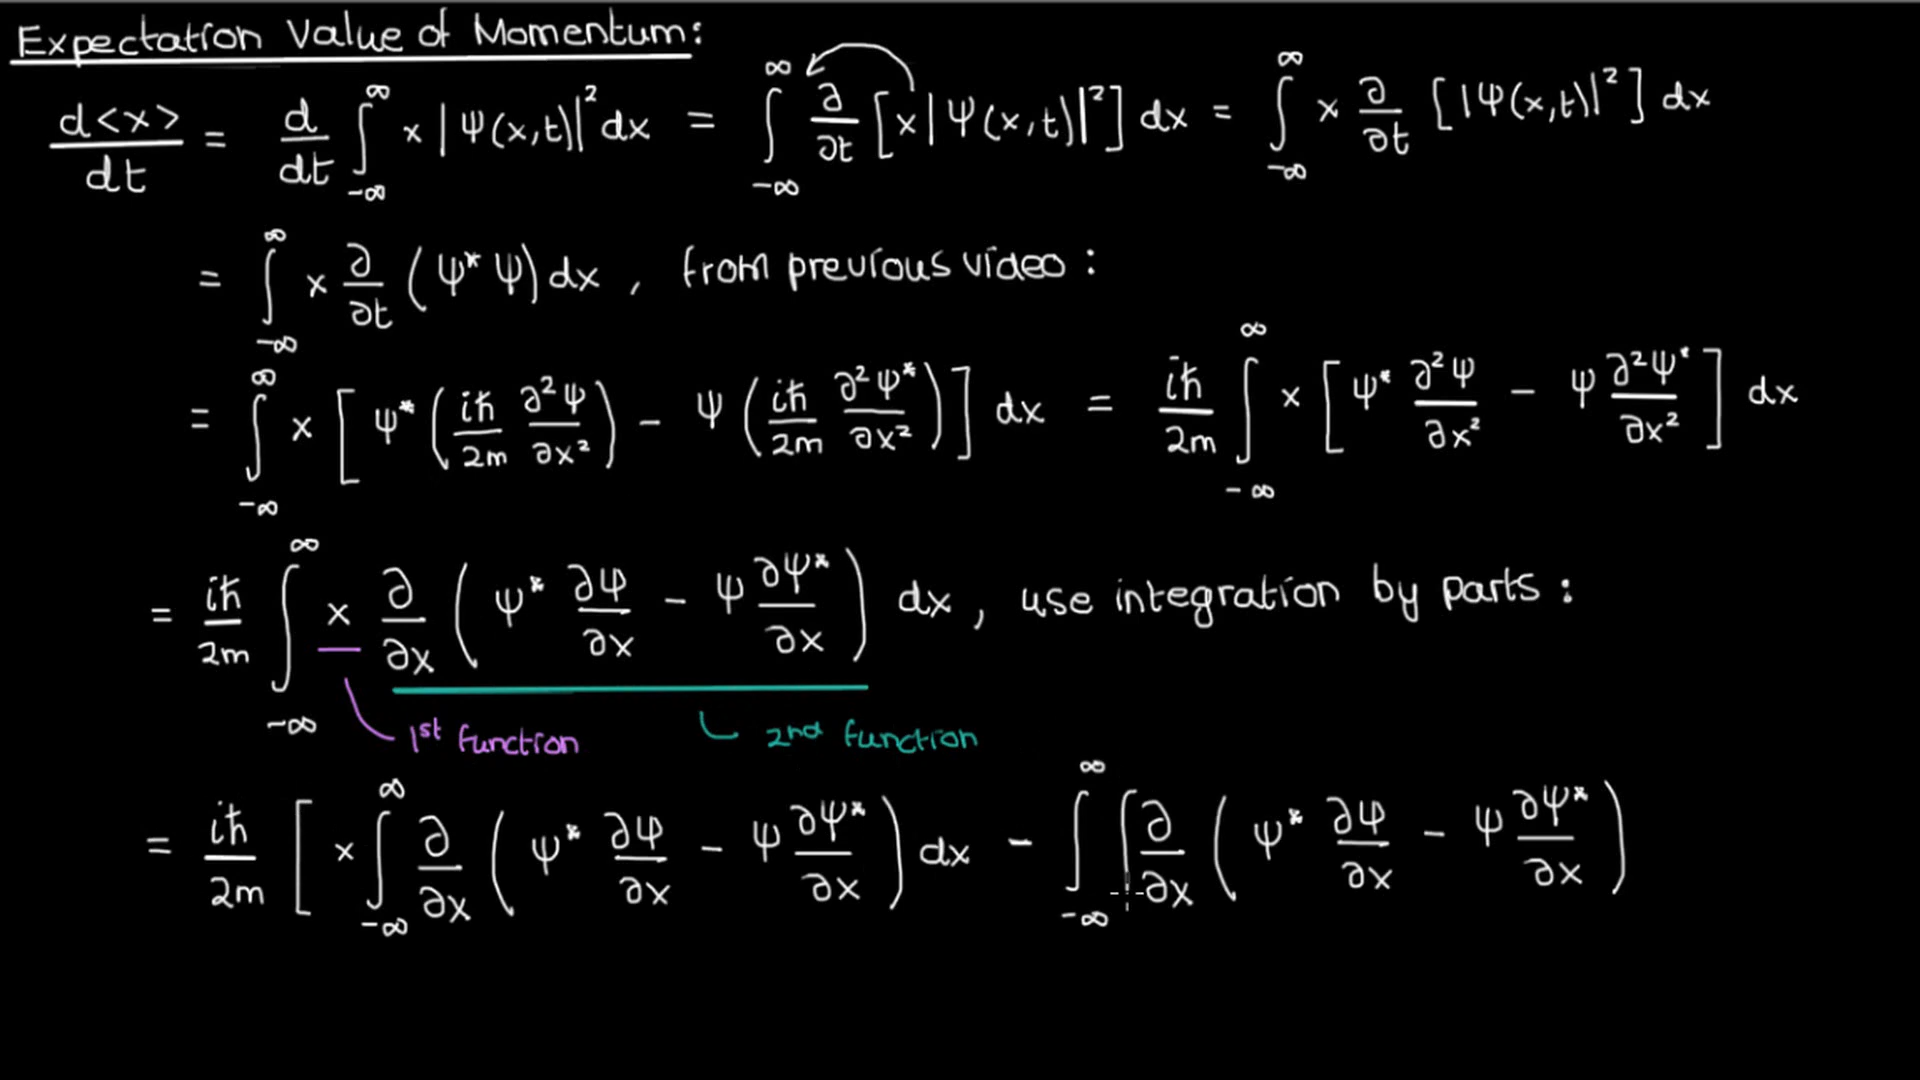 Expectation Value of Momentum:
d<x>/dt = d/dt ∫_{-∞}^{∞} x |Ψ(x,t)|² dx = ∫_{-∞}^{∞} ∂/∂t [x|Ψ(x,t)|²] dx = ∫_{-∞}^{∞} x ∂/∂t [|Ψ(x,t)|²] dx
= ∫_{-∞}^{∞} x ∂/∂t (Ψ* Ψ) dx , from previous video :
= ∫_{-∞}^{∞} x [ Ψ* (iħ/2m ∂²Ψ/∂x²) - Ψ (iħ/2m ∂²Ψ*/∂x²) ] dx = iħ/2m ∫_{-∞}^{∞} x [ Ψ* ∂²Ψ/∂x² - Ψ ∂²Ψ*/∂x² ] dx
= iħ/2m ∫_{-∞}^{∞} x ∂/∂x ( Ψ* ∂Ψ/∂x - Ψ ∂Ψ*/∂x ) dx , use integration by parts :
1st function 2nd function
= iħ/2m [ x ∫_{-∞}^{∞} ∂/∂x ( Ψ* ∂Ψ/∂x - Ψ ∂Ψ*/∂x ) dx - ∫_{-∞}^{∞} ∫ ∂/∂x ( Ψ* ∂Ψ/∂x - Ψ ∂Ψ*/∂x )